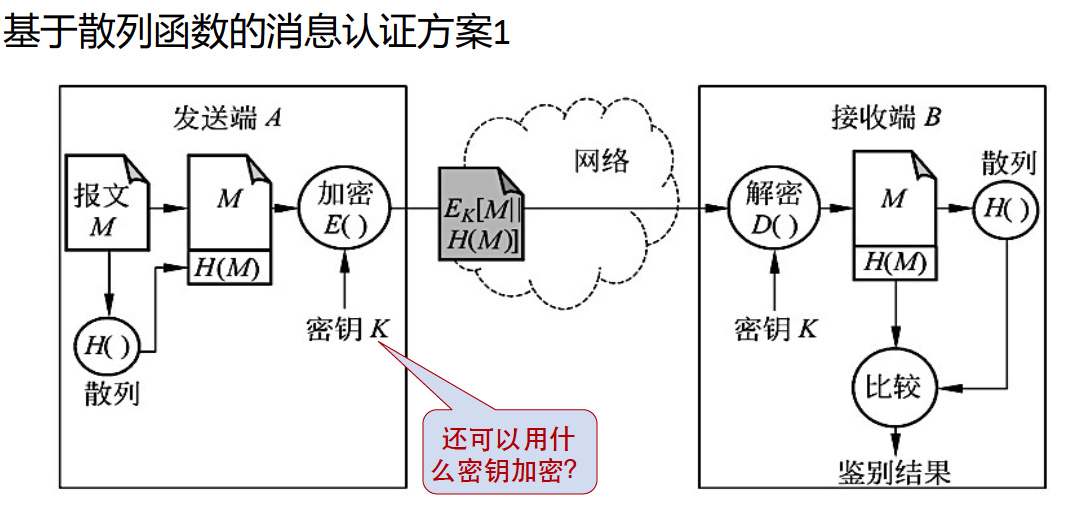 基于散列函数的消息认证方案1
发送端 A
报文
M
M
H(M)
加密
E( )
密钥 K
H( )
散列
网络
E_K[M||
H(M)]
接收端 B
解密
D( )
密钥 K
M
H(M)
散列
H( )
比较
鉴别结果
还可以用什
么密钥加密?